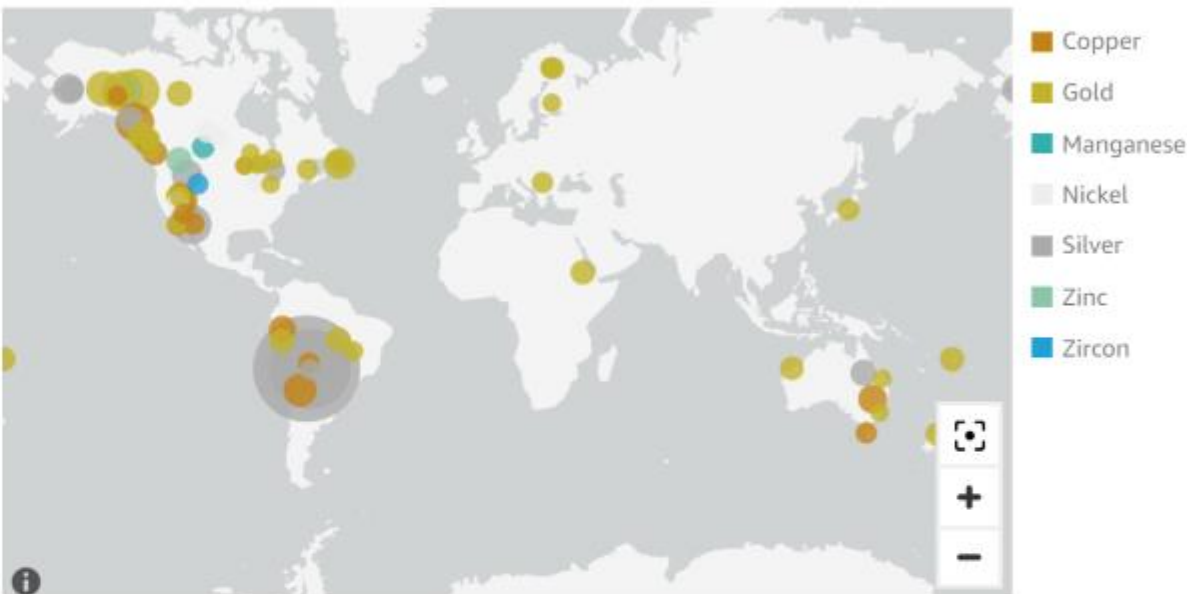 Copper
Gold
Manganese
Nickel
Silver
Zinc
Zircon